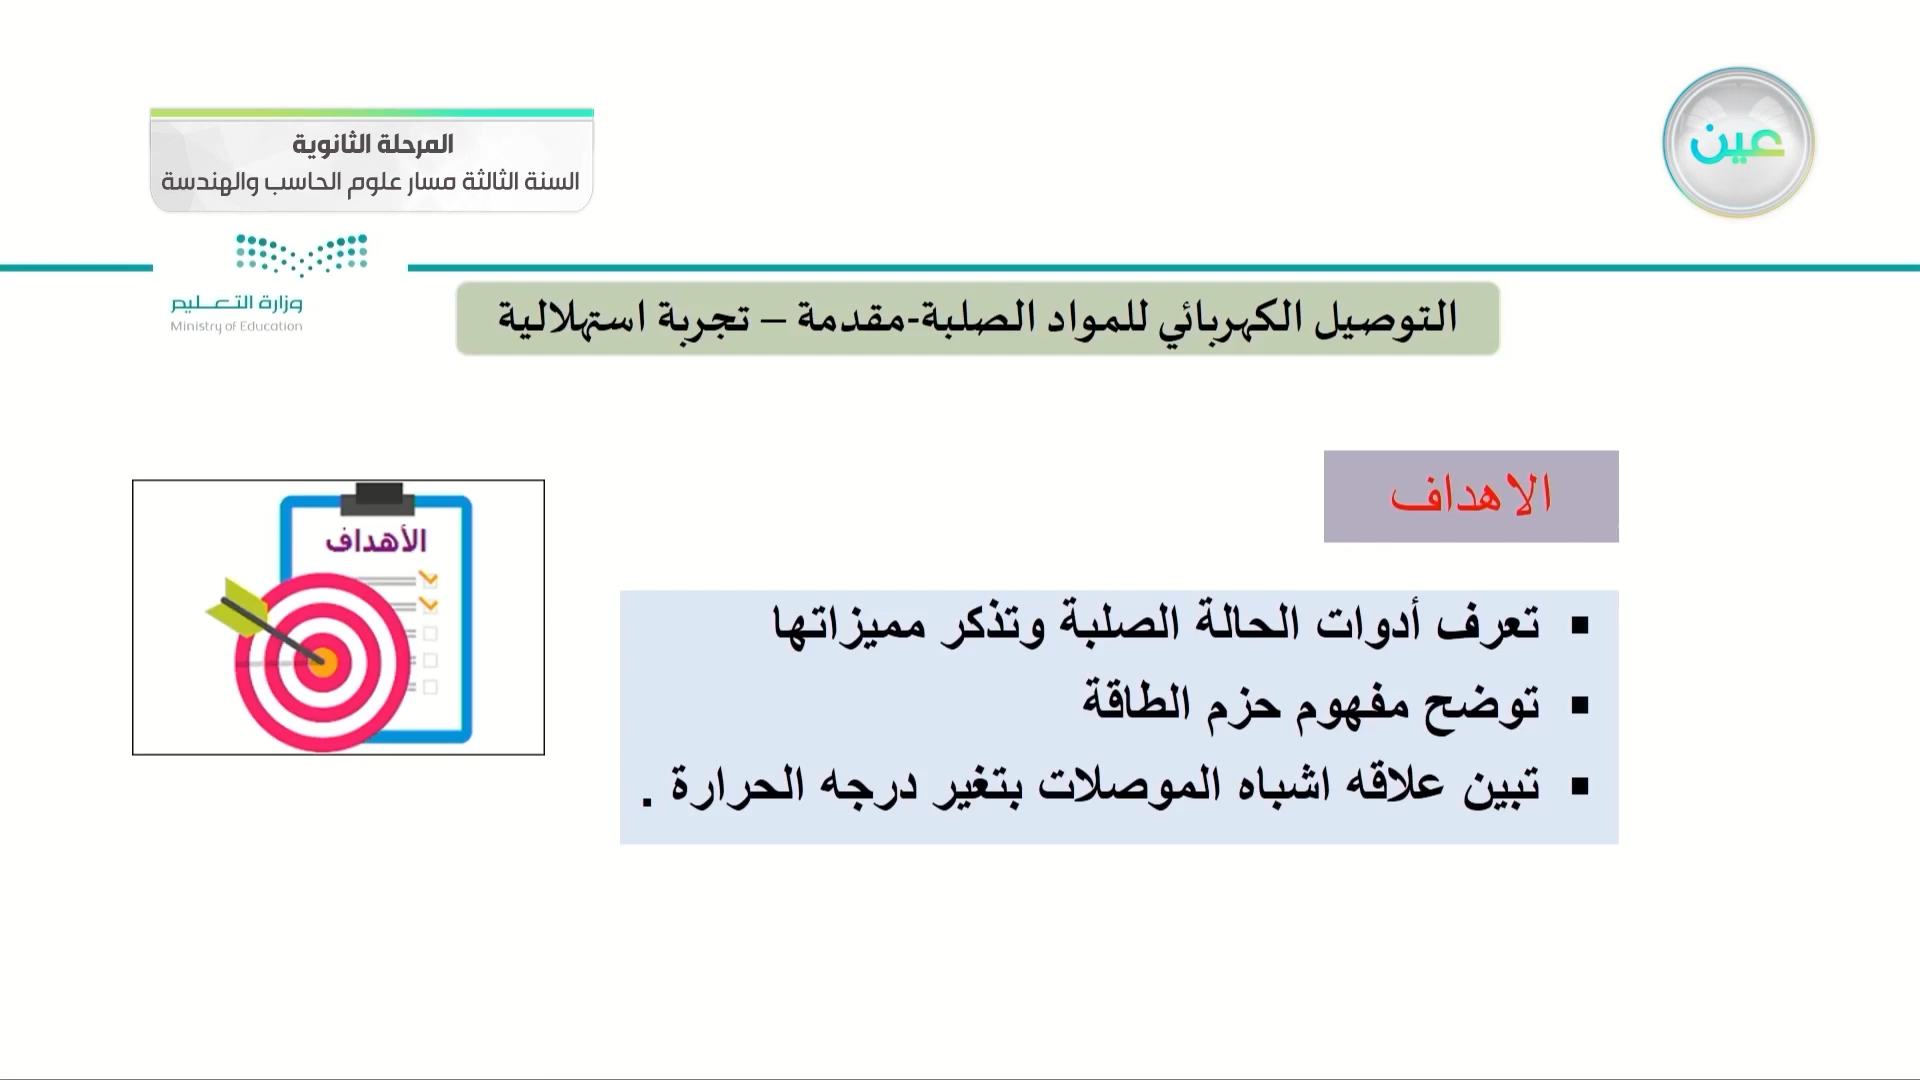 المرحلة الثانوية
السنة الثالثة مسار علوم الحاسب والهندسة
عين
وزارة التعليم
Ministry of Education
التوصيل الكهربائي للمواد الصلبة-مقدمة – تجربة استهلالية
الاهداف
الأهداف
▪ تعرف أدوات الحالة الصلبة وتذكر مميزاتها
▪ توضح مفهوم حزم الطاقة
▪ تبين علاقه اشباه الموصلات بتغير درجه الحرارة .